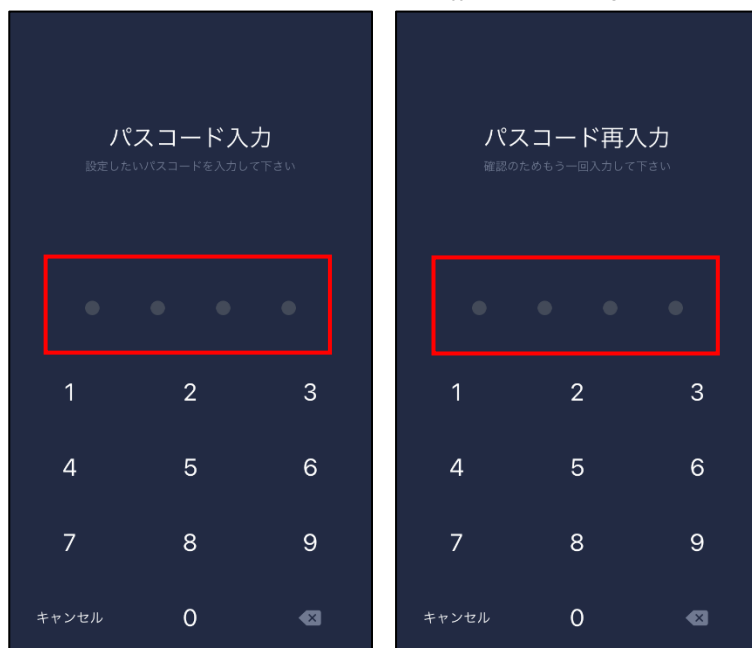 パスコード入力
設定したいパスコードを入力して下さい
1 2 3
4 5 6
7 8 9
キャンセル 0
パスコード再入力
確認のためもう一回入力して下さい
1 2 3
4 5 6
7 8 9
キャンセル 0